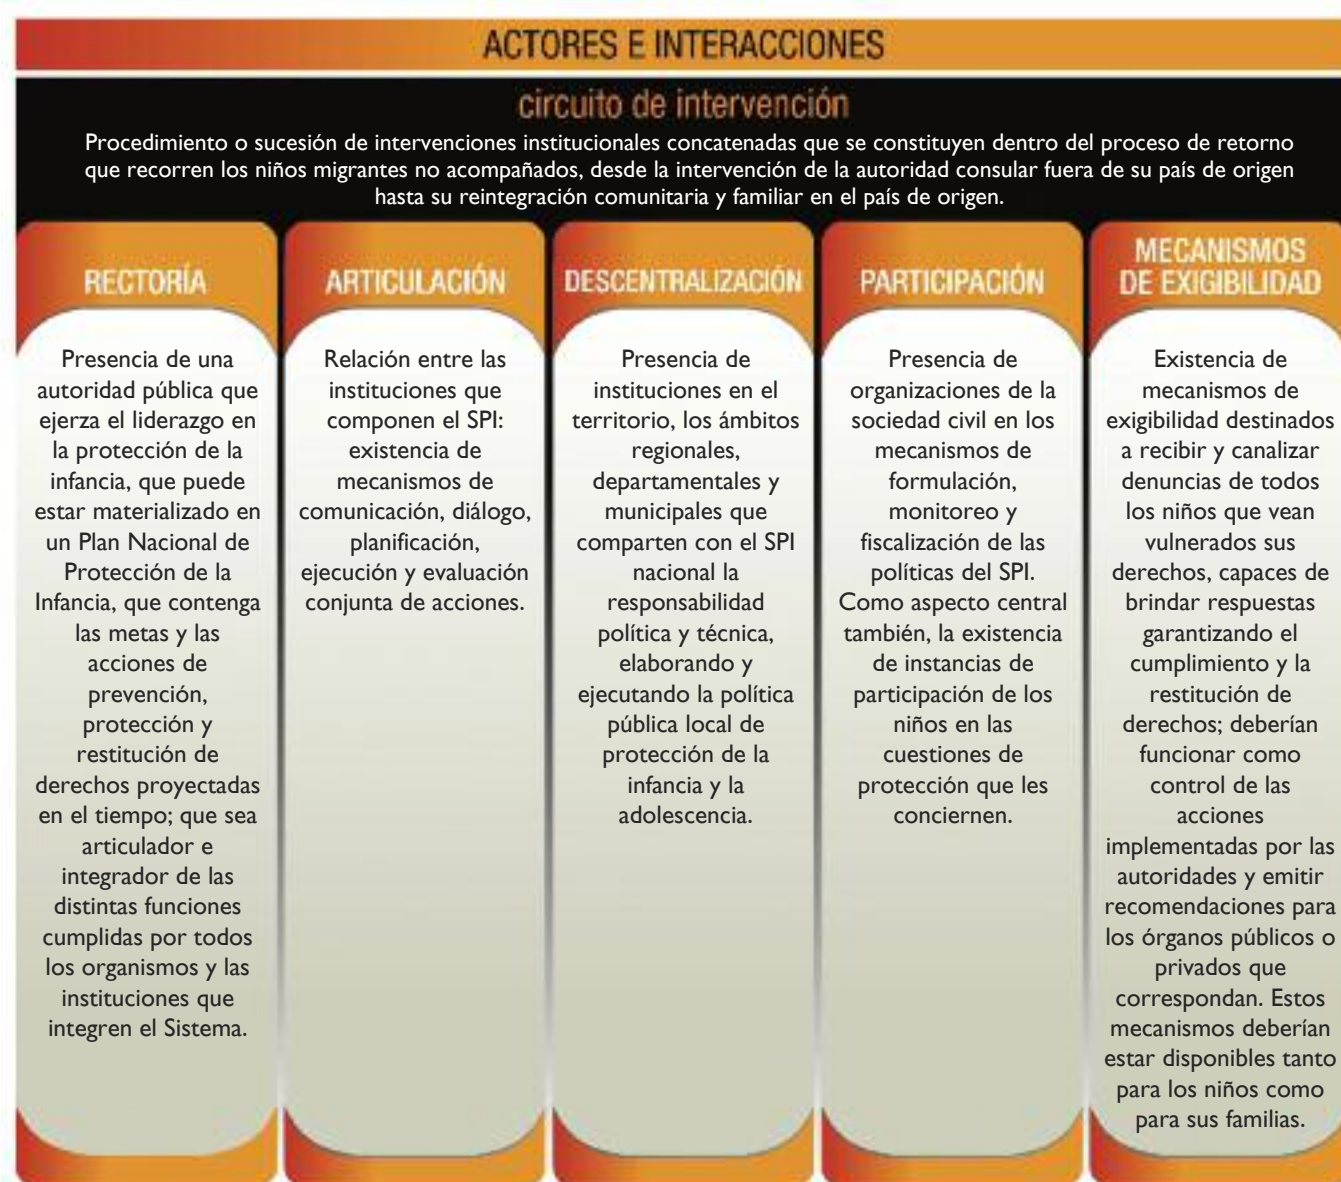 ACTORES E INTERACCIONES
circuito de intervención
Procedimiento o sucesión de intervenciones institucionales concatenadas que se constituyen dentro del proceso de retorno
que recorren los niños migrantes no acompañados, desde la intervención de la autoridad consular fuera de su país de origen
hasta su reintegración comunitaria y familiar en el país de origen.
RECTORÍA
Presencia de una
autoridad pública que
ejerza el liderazgo en
la protección de la
infancia, que puede
estar materializado en
un Plan Nacional de
Protección de la
Infancia, que contenga
las metas y las
acciones de
prevención,
protección y
restitución de
derechos proyectadas
en el tiempo; que sea
articulador e
integrador de las
distintas funciones
cumplidas por todos
los organismos y las
instituciones que
integren el Sistema.
ARTICULACIÓN
Relación entre las
instituciones que
componen el SPI:
existencia de
mecanismos de
comunicación, diálogo,
planificación,
ejecución y evaluación
conjunta de acciones.
DESCENTRALIZACIÓN
Presencia de
instituciones en el
territorio, los ámbitos
regionales,
departamentales y
municipales que
comparten con el SPI
nacional la
responsabilidad
política y técnica,
elaborando y
ejecutando la política
pública local de
protección de la
infancia y la
adolescencia.
PARTICIPACIÓN
Presencia de
organizaciones de la
sociedad civil en los
mecanismos de
formulación,
monitoreo y
fiscalización de las
políticas del SPI.
Como aspecto central
también, la existencia
de instancias de
participación de los
niños en las
cuestiones de
protección que les
conciernen.
MECANISMOS
DE EXIGIBILIDAD
Existencia de
mecanismos de
exigibilidad destinados
a recibir y canalizar
denuncias de todos
los niños que vean
vulnerados sus
derechos, capaces de
brindar respuestas
garantizando el
cumplimiento y la
restitución de
derechos; deberían
funcionar como
control de las
acciones
implementadas por las
autoridades y emitir
recomendaciones para
los órganos públicos o
privados que
correspondan. Estos
mecanismos deberían
estar disponibles tanto
para los niños como
para sus familias.